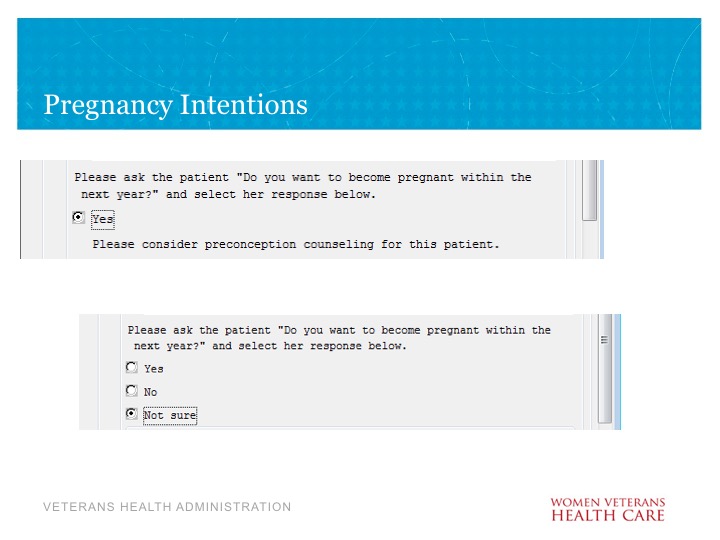 Pregnancy Intentions
Please ask the patient "Do you want to become pregnant within the
next year?" and select her response below.
Yes
Please consider preconception counseling for this patient.
Please ask the patient "Do you want to become pregnant within the
next year?" and select her response below.
Yes
No
Not sure
VETERANS HEALTH ADMINISTRATION
WOMEN VETERANS
HEALTH CARE